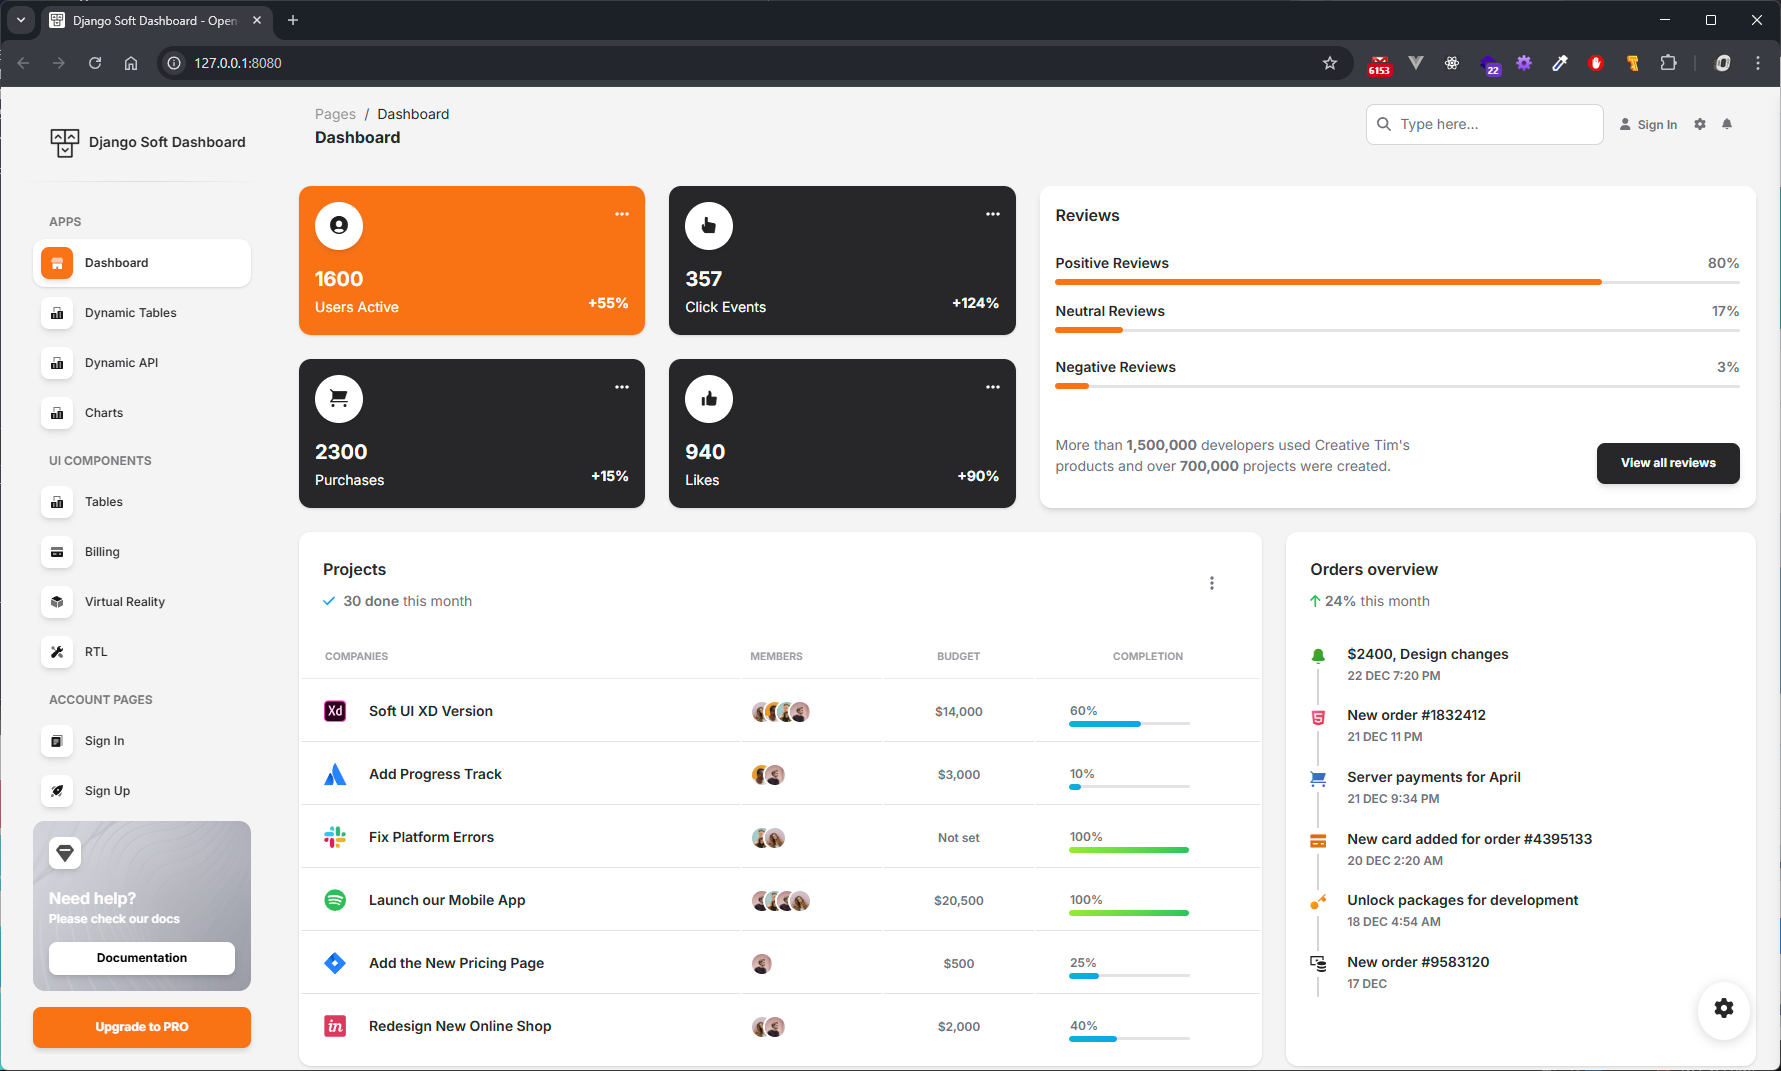 Django Soft Dashboard - Open
127.0.0.1:8080
6153
22
Django Soft Dashboard
APPS
Dashboard
Dynamic Tables
Dynamic API
Charts
UI COMPONENTS
Tables
Billing
Virtual Reality
RTL
ACCOUNT PAGES
Sign In
Sign Up
Need help?
Please check our docs
Documentation
Upgrade to PRO
Pages / Dashboard
Dashboard
Type here...
Sign In
1600
Users Active
+55%
357
Click Events
+124%
2300
Purchases
+15%
940
Likes
+90%
Reviews
Positive Reviews 80%
Neutral Reviews 17%
Negative Reviews 3%
More than 1,500,000 developers used Creative Tim's
products and over 700,000 projects were created.
View all reviews
Projects
30 done this month
COMPANIES MEMBERS BUDGET COMPLETION
Xd Soft UI XD Version $14,000 60%
Add Progress Track $3,000 10%
Fix Platform Errors Not set 100%
Launch our Mobile App $20,500 100%
Add the New Pricing Page $500 25%
in Redesign New Online Shop $2,000 40%
Orders overview
24% this month
$2400, Design changes
22 DEC 7:20 PM
New order #1832412
21 DEC 11 PM
Server payments for April
21 DEC 9:34 PM
New card added for order #4395133
20 DEC 2:20 AM
Unlock packages for development
18 DEC 4:54 AM
New order #9583120
17 DEC